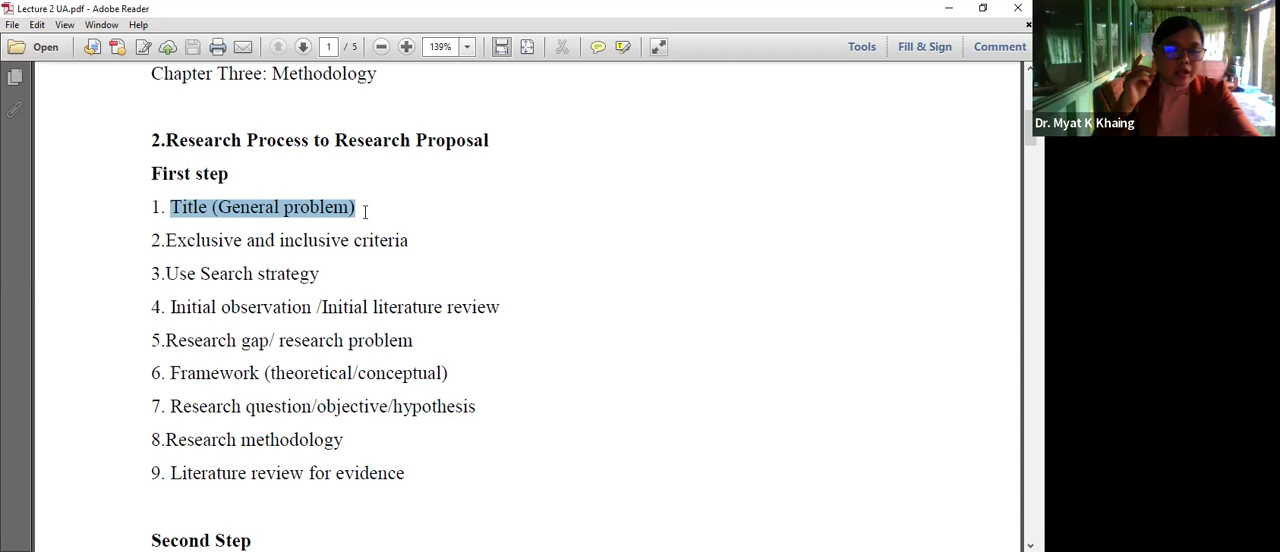 Lecture 2 UA.pdf - Adobe Reader
File Edit View Window Help
Open 1 / 5 139% Tools Fill & Sign Comment
Chapter Three: Methodology
2.Research Process to Research Proposal
First step
1. Title (General problem)
2.Exclusive and inclusive criteria
3.Use Search strategy
4. Initial observation /Initial literature review
5.Research gap/ research problem
6. Framework (theoretical/conceptual)
7. Research question/objective/hypothesis
8.Research methodology
9. Literature review for evidence
Second Step
Dr. Myat K Khaing